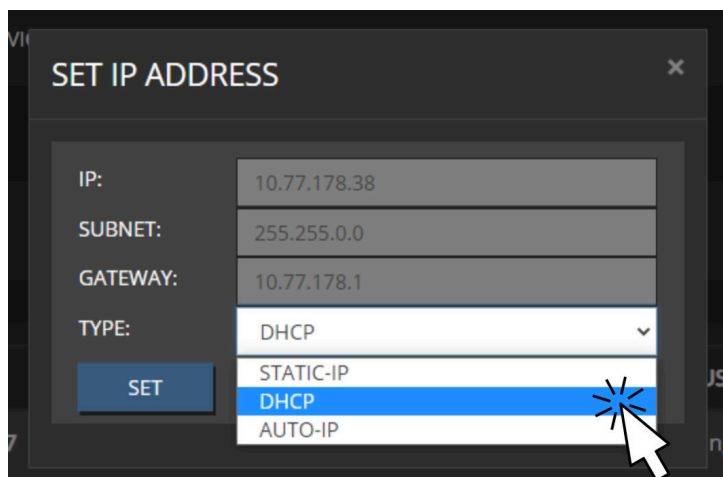 SET IP ADDRESS ×
IP: 10.77.178.38
SUBNET: 255.255.0.0
GATEWAY: 10.77.178.1
TYPE: DHCP
STATIC-IP
SET DHCP
AUTO-IP